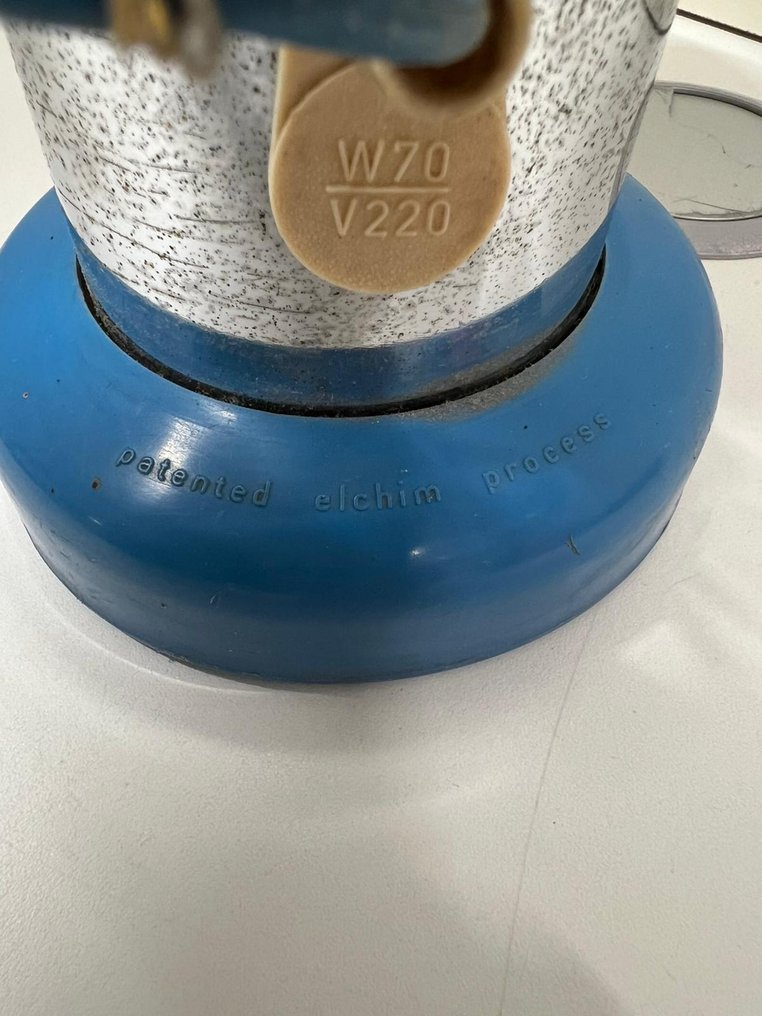 W70
V220
patented elchim process